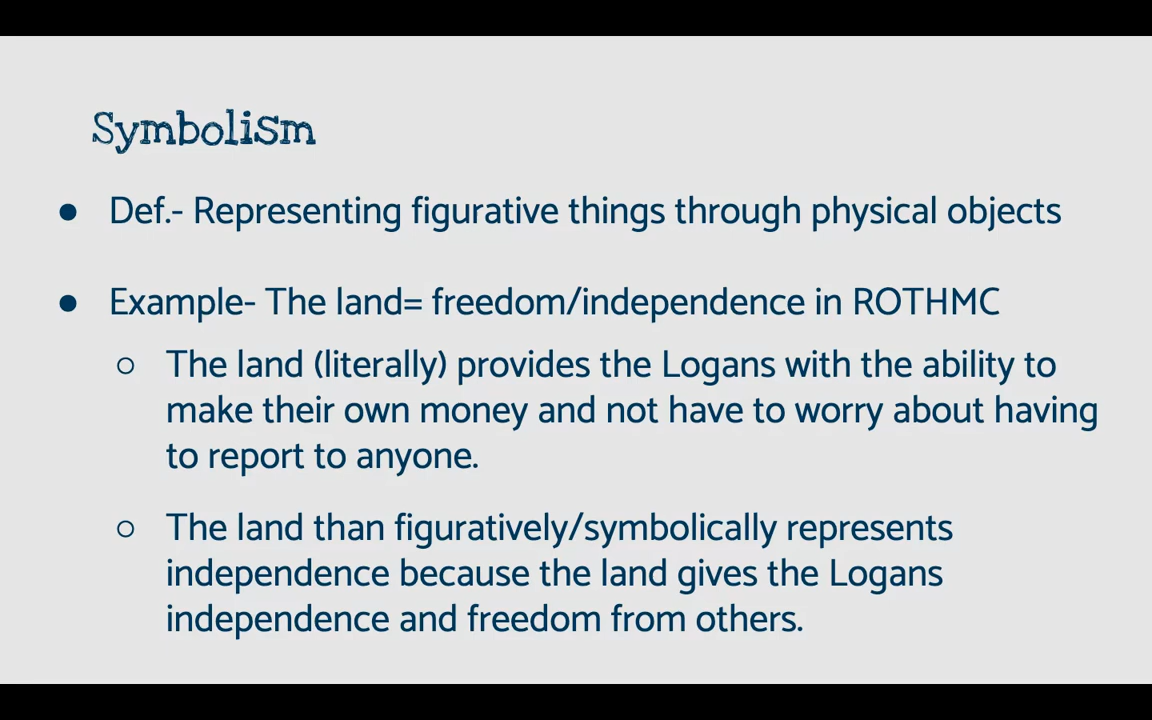 Symbolism
● Def.- Representing figurative things through physical objects
● Example- The land= freedom/independence in ROTHMC
○ The land (literally) provides the Logans with the ability to
make their own money and not have to worry about having
to report to anyone.
○ The land than figuratively/symbolically represents
independence because the land gives the Logans
independence and freedom from others.